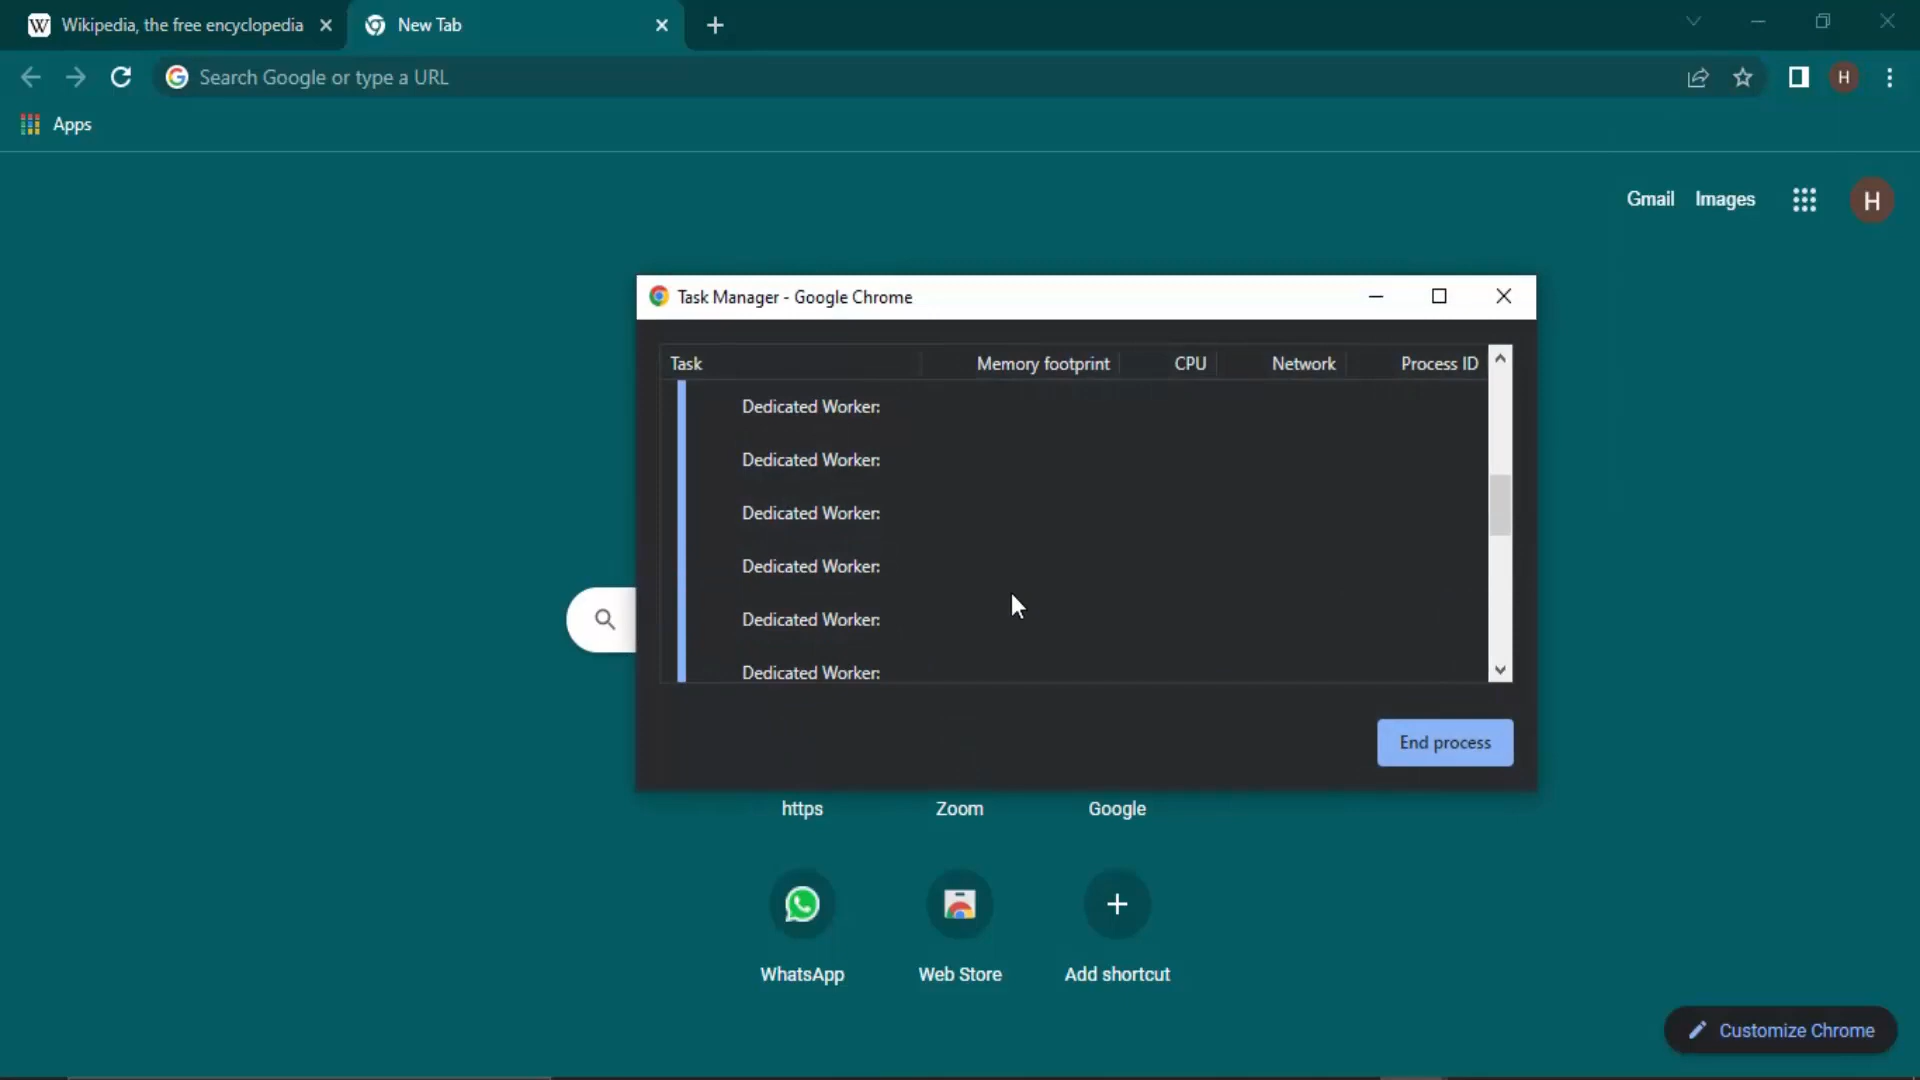 W Wikipedia, the free encyclopedia
New Tab
Search Google or type a URL
H
Apps
Gmail Images
H
Task Manager - Google Chrome
Task Memory footprint CPU Network Process ID
Dedicated Worker:
Dedicated Worker:
Dedicated Worker:
Dedicated Worker:
Dedicated Worker:
Dedicated Worker:
End process
https Zoom Google
WhatsApp Web Store Add shortcut
Customize Chrome